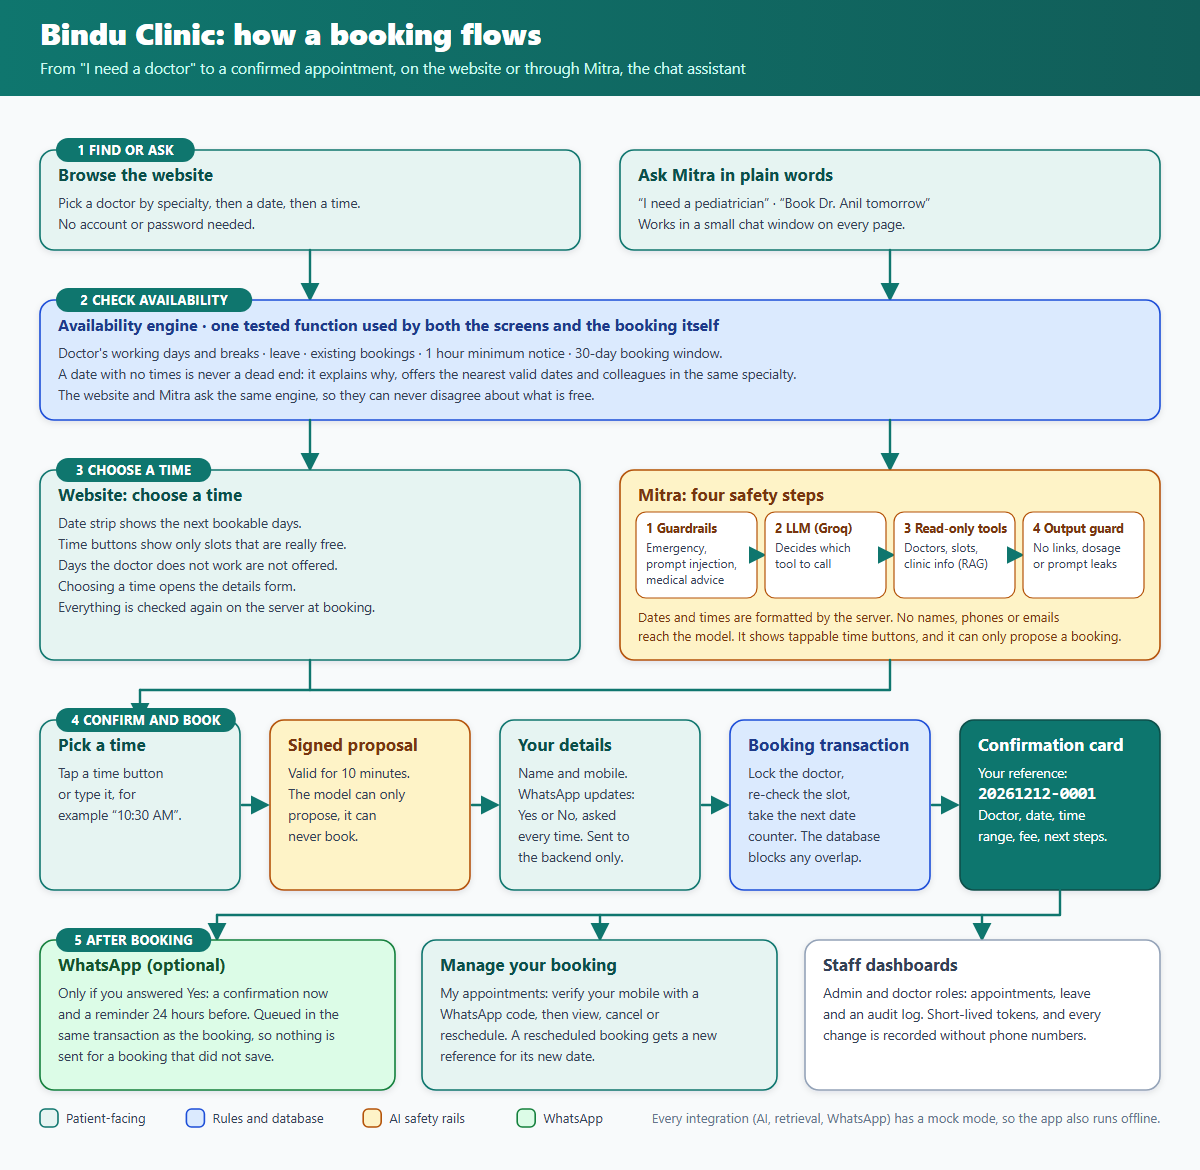 Bindu Clinic: how a booking flows
From "I need a doctor" to a confirmed appointment, on the website or through Mitra, the chat assistant
1 FIND OR ASK
Browse the website
Pick a doctor by specialty, then a date, then a time.
No account or password needed.
Ask Mitra in plain words
“I need a pediatrician” · “Book Dr. Anil tomorrow”
Works in a small chat window on every page.
2 CHECK AVAILABILITY
Availability engine · one tested function used by both the screens and the booking itself
Doctor's working days and breaks · leave · existing bookings · 1 hour minimum notice · 30-day booking window.
A date with no times is never a dead end: it explains why, offers the nearest valid dates and colleagues in the same specialty.
The website and Mitra ask the same engine, so they can never disagree about what is free.
3 CHOOSE A TIME
Website: choose a time
Date strip shows the next bookable days.
Time buttons show only slots that are really free.
Days the doctor does not work are not offered.
Choosing a time opens the details form.
Everything is checked again on the server at booking.
Mitra: four safety steps
1 Guardrails
Emergency,
prompt injection,
medical advice
2 LLM (Groq)
Decides which
tool to call
3 Read-only tools
Doctors, slots,
clinic info (RAG)
4 Output guard
No links, dosage
or prompt leaks
Dates and times are formatted by the server. No names, phones or emails
reach the model. It shows tappable time buttons, and it can only propose a booking.
4 CONFIRM AND BOOK
Pick a time
Tap a time button
or type it, for
example “10:30 AM”.
Signed proposal
Valid for 10 minutes.
The model can only
propose, it can
never book.
Your details
Name and mobile.
WhatsApp updates:
Yes or No, asked
every time. Sent to
the backend only.
Booking transaction
Lock the doctor,
re-check the slot,
take the next date
counter. The database
blocks any overlap.
Confirmation card
Your reference:
20261212-0001
Doctor, date, time
range, fee, next steps.
5 AFTER BOOKING
WhatsApp (optional)
Only if you answered Yes: a confirmation now
and a reminder 24 hours before. Queued in the
same transaction as the booking, so nothing is
sent for a booking that did not save.
Manage your booking
My appointments: verify your mobile with a
WhatsApp code, then view, cancel or
reschedule. A rescheduled booking gets a new
reference for its new date.
Staff dashboards
Admin and doctor roles: appointments, leave
and an audit log. Short-lived tokens, and every
change is recorded without phone numbers.
Patient-facing
Rules and database
AI safety rails
WhatsApp
Every integration (AI, retrieval, WhatsApp) has a mock mode, so the app also runs offline.